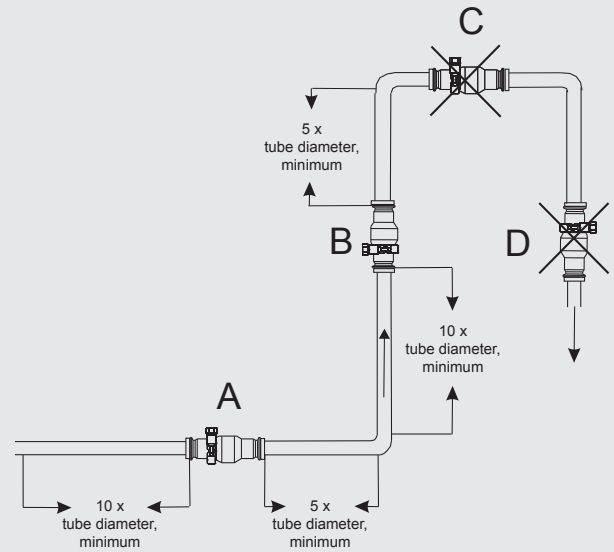 C
5 x
tube diameter,
minimum
B
D
10 x
tube diameter,
minimum
A
10 x
tube diameter,
minimum
5 x
tube diameter,
minimum